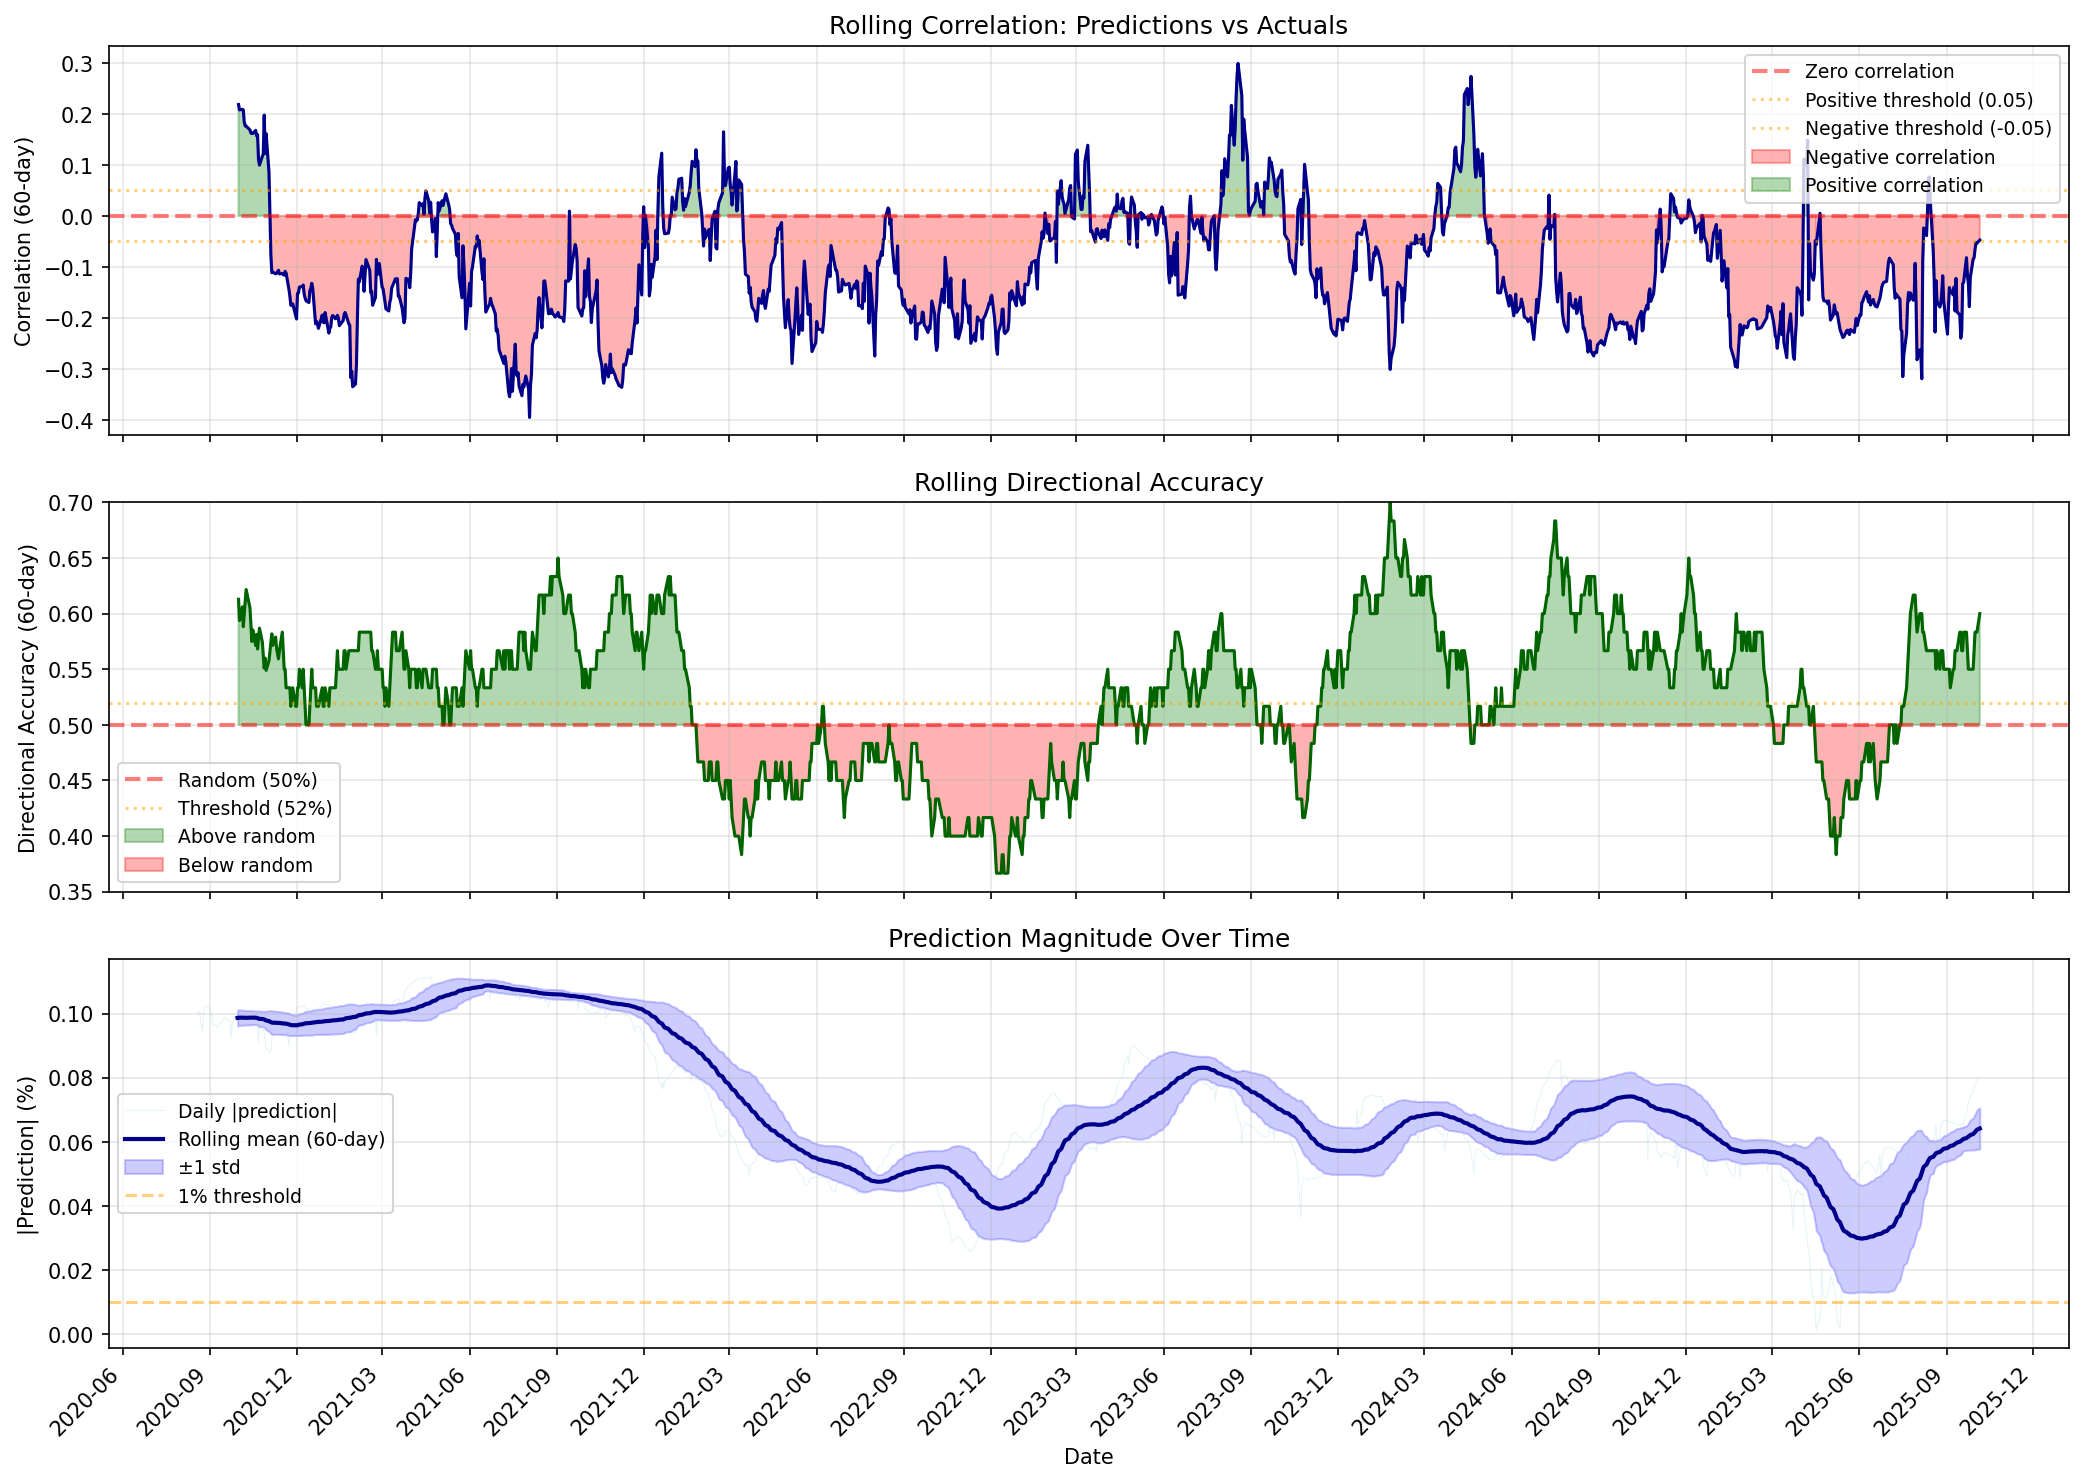 Rolling Correlation: Predictions vs Actuals
Correlation (60-day)
0.3
0.2
0.1
0.0
−0.1
−0.2
−0.3
−0.4
Zero correlation
Positive threshold (0.05)
Negative threshold (-0.05)
Negative correlation
Positive correlation
Rolling Directional Accuracy
Directional Accuracy (60-day)
0.70
0.65
0.60
0.55
0.50
0.45
0.40
0.35
Random (50%)
Threshold (52%)
Above random
Below random
Prediction Magnitude Over Time
|Prediction| (%)
0.10
0.08
0.06
0.04
0.02
0.00
Daily |prediction|
Rolling mean (60-day)
±1 std
1% threshold
2020-06
2020-09
2020-12
2021-03
2021-06
2021-09
2021-12
2022-03
2022-06
2022-09
2022-12
2023-03
2023-06
2023-09
2023-12
2024-03
2024-06
2024-09
2024-12
2025-03
2025-06
2025-09
2025-12
Date